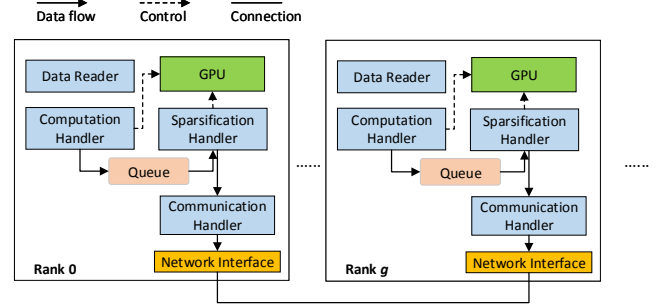 Data flow Control Connection
Data Reader
GPU
Computation
Handler
Sparsification
Handler
Queue
Communication
Handler
Network Interface
Rank 0
......
Data Reader
GPU
Computation
Handler
Sparsification
Handler
Queue
Communication
Handler
Network Interface
Rank g
......